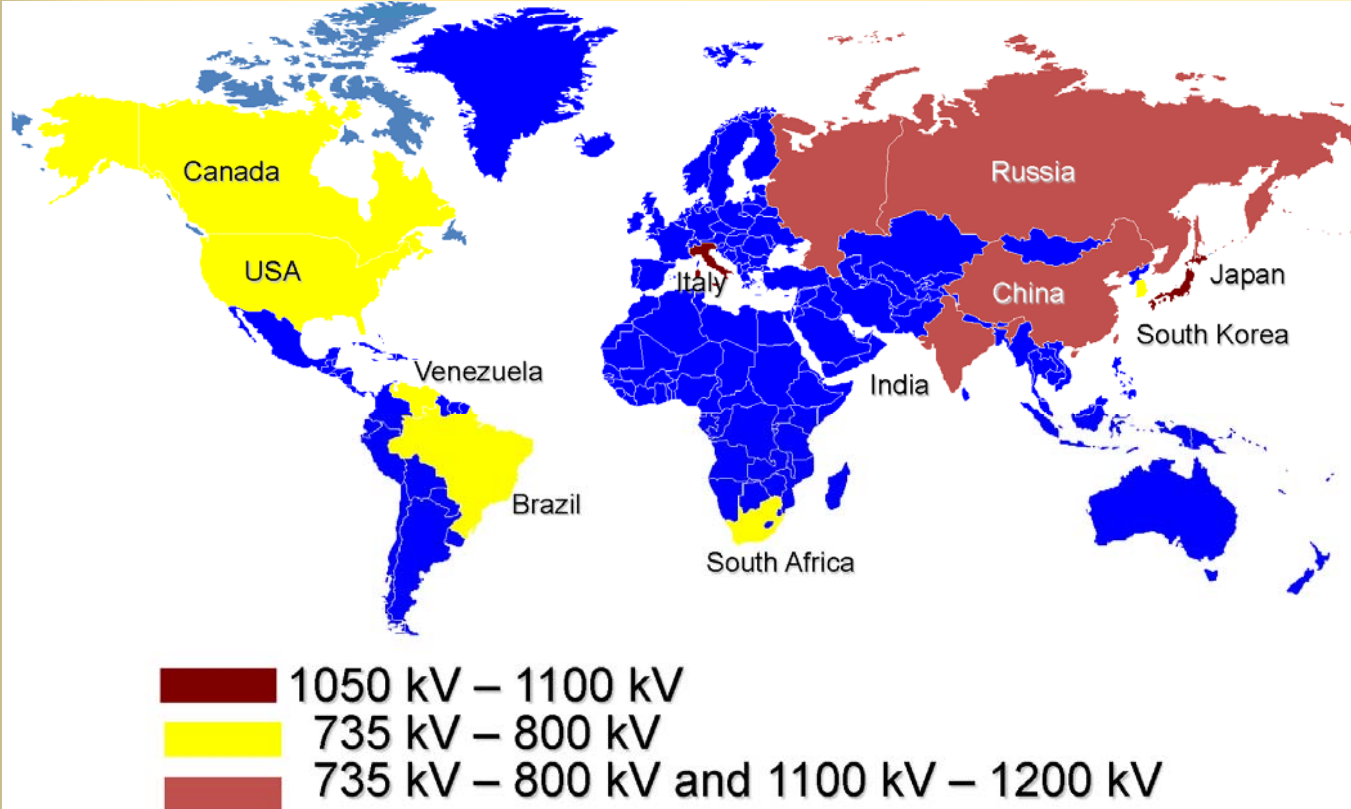 Canada
Russia
USA
Italy
China
Japan
South Korea
Venezuela
India
Brazil
South Africa
1050 kV – 1100 kV
735 kV – 800 kV
735 kV – 800 kV and 1100 kV – 1200 kV